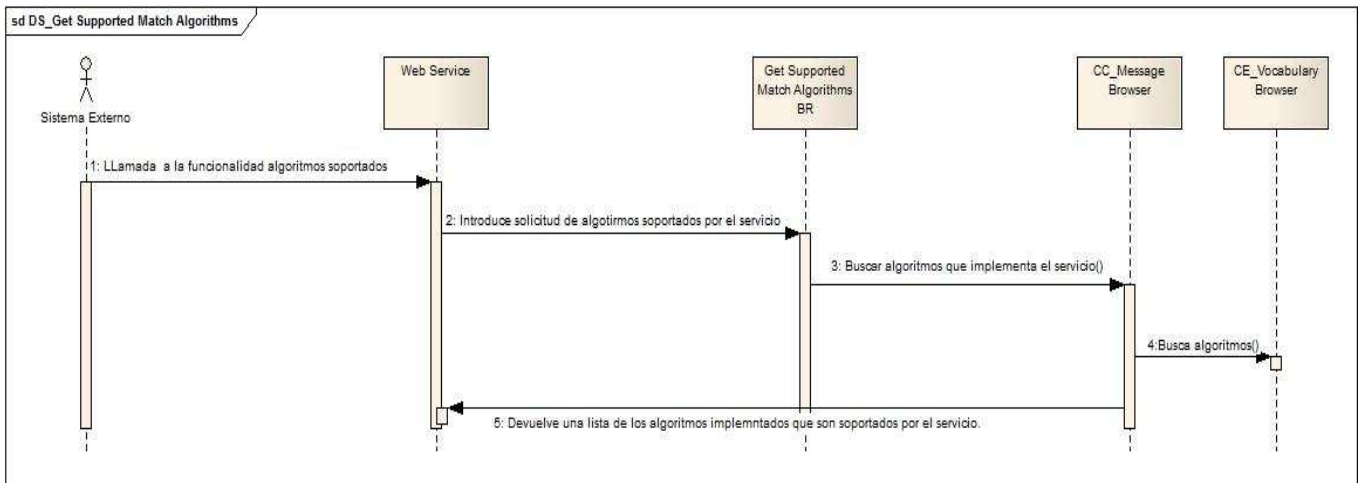 sd DS_Get Supported Match Algorithms
Sistema Externo
Web Service
Get Supported
Match Algorithms
BR
CC_Message
Browser
CE_Vocabulary
Browser
1: LLamada a la funcionalidad algoritmos soportados
2: Introduce solicitud de algotirmos soportados por el servicio
3: Buscar algoritmos que implementa el servicio()
4:Busca algoritmos()
5: Devuelve una lista de los algoritmos implemntados que son soportados por el servicio.